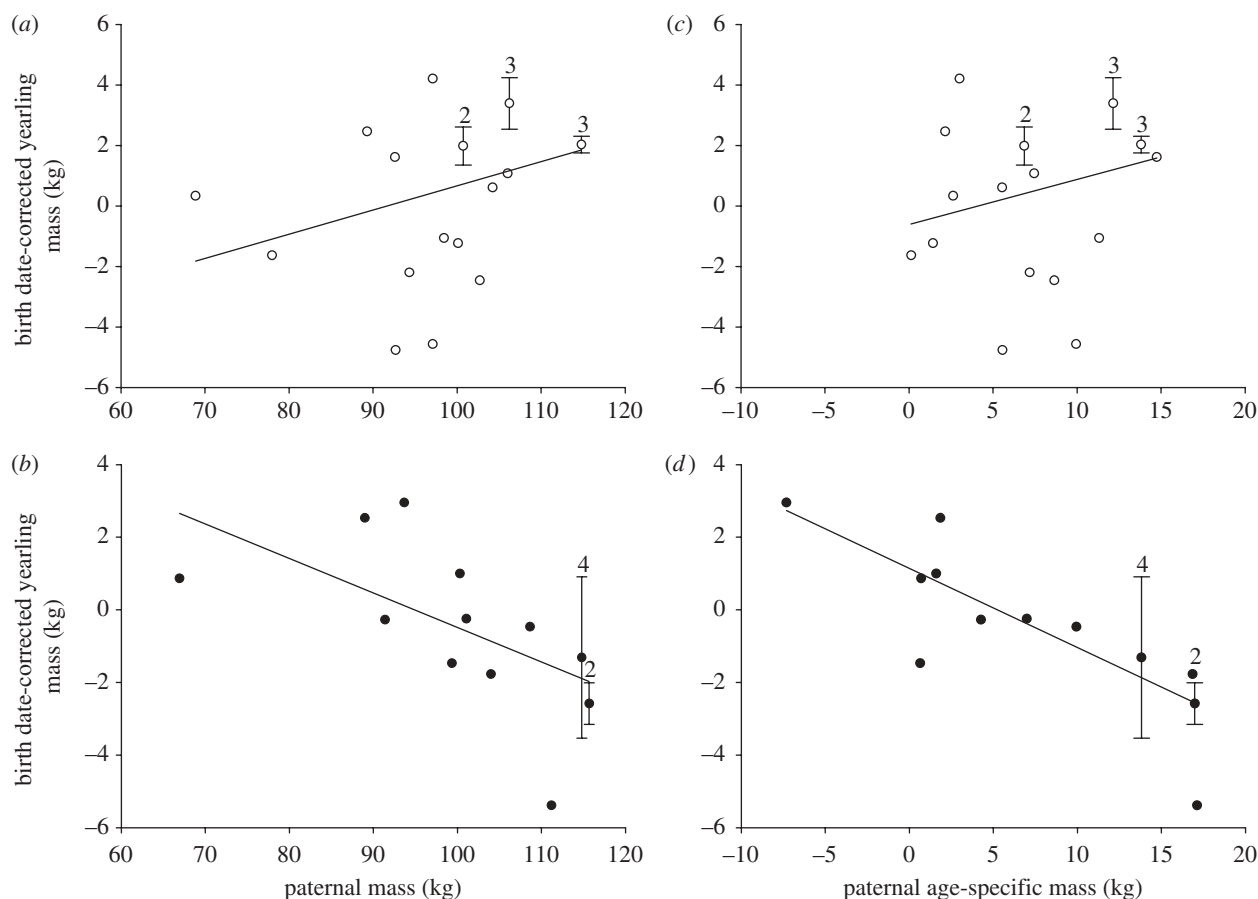 (a)
6
4
2
0
–2
–4
–6
birth date-corrected yearling
mass (kg)
2
3
3
60 70 80 90 100 110 120
(c)
6
4
2
0
–2
–4
–6
2
3
3
–10 –5 0 5 10 15 20
(b)
4
2
0
–2
–4
–6
birth date-corrected yearling
mass (kg)
4
2
60 70 80 90 100 110 120
paternal mass (kg)
(d)
4
2
0
–2
–4
–6
4
2
–10 –5 0 5 10 15 20
paternal age-specific mass (kg)